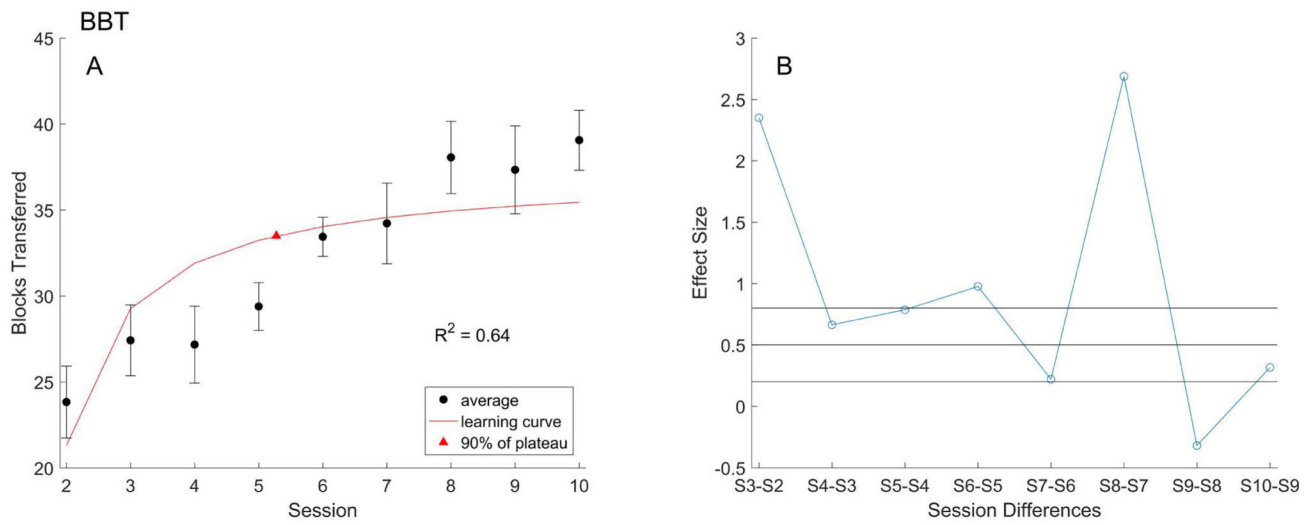 BBT
A
45
40
35
30
25
20
Blocks Transferred
R² = 0.64
average
learning curve
90% of plateau
2 3 4 5 6 7 8 9 10
Session
B
3
2.5
2
1.5
1
0.5
0
-0.5
Effect Size
S3-S2 S4-S3 S5-S4 S6-S5 S7-S6 S8-S7 S9-S8 S10-S9
Session Differences